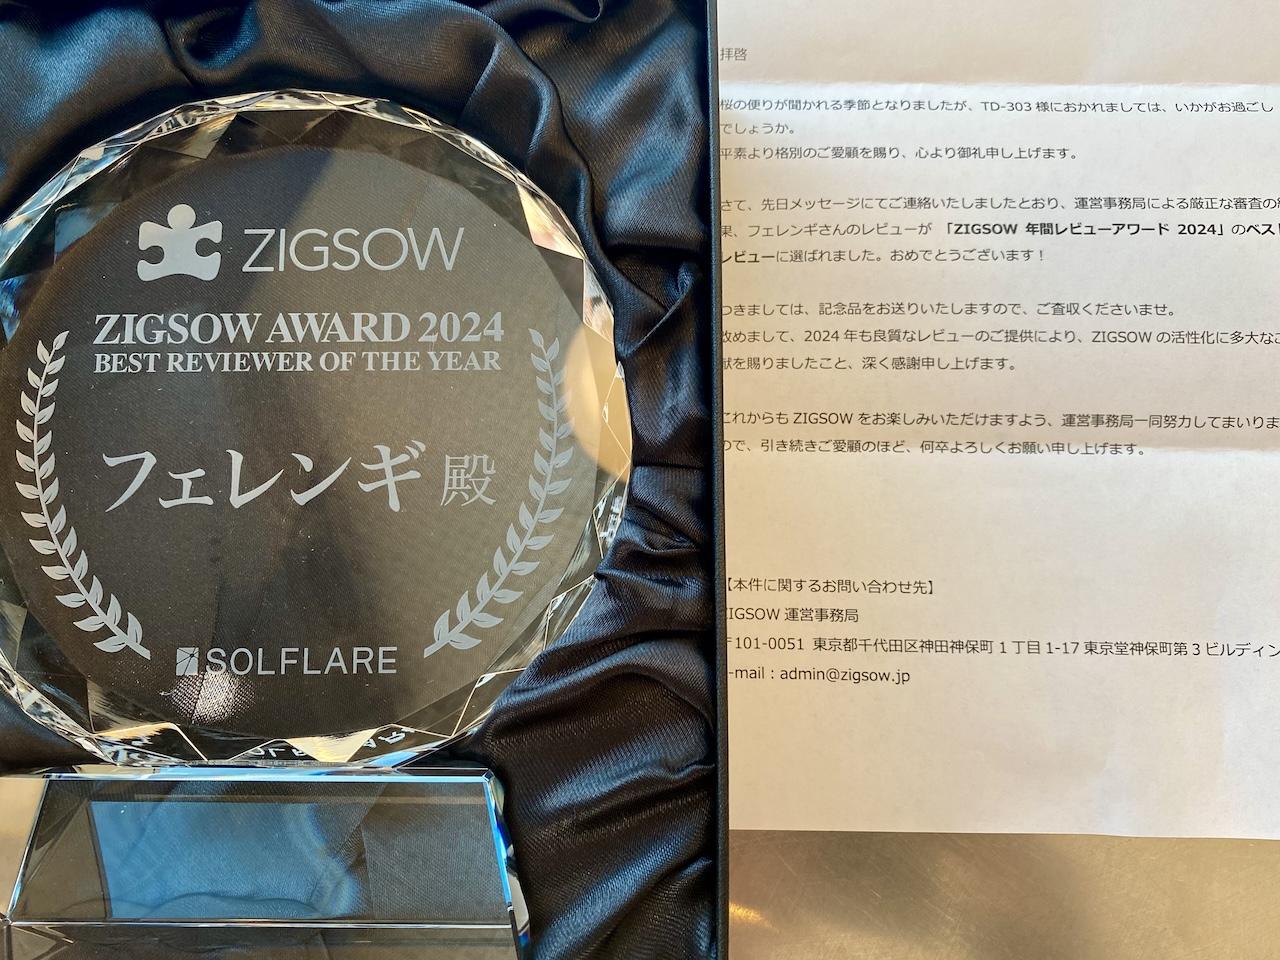 ZIGSOW
ZIGSOW AWARD 2024
BEST REVIEWER OF THE YEAR
フェレンギ 殿
SOLFLARE
拝啓
桜の便りが聞かれる季節となりましたが、TD-303 様におかれましては、いかがお過ごし
でしょうか。
平素より格別のご愛顧を賜り、心より御礼申し上げます。
さて、先日メッセージにてご連絡いたしましたとおり、運営事務局による厳正な審査の
果、フェレンギさんのレビューが 「ZIGSOW 年間レビューアワード 2024」のベスト
レビューに選ばれました。おめでとうございます！
つきましては、記念品をお送りいたしますので、ご査収くださいませ。
改めまして、2024 年も良質なレビューのご提供により、ZIGSOW の活性化に多大なご
献を賜りましたこと、深く感謝申し上げます。
これからも ZIGSOW をお楽しみいただけますよう、運営事務局一同努力してまいりま
ので、引き続きご愛顧のほど、何卒よろしくお願い申し上げます。
【本件に関するお問い合わせ先】
ZIGSOW 運営事務局
〒101-0051 東京都千代田区神田神保町 1 丁目 1-17 東京堂神保町第 3 ビルディン
-mail : admin@zigsow.jp